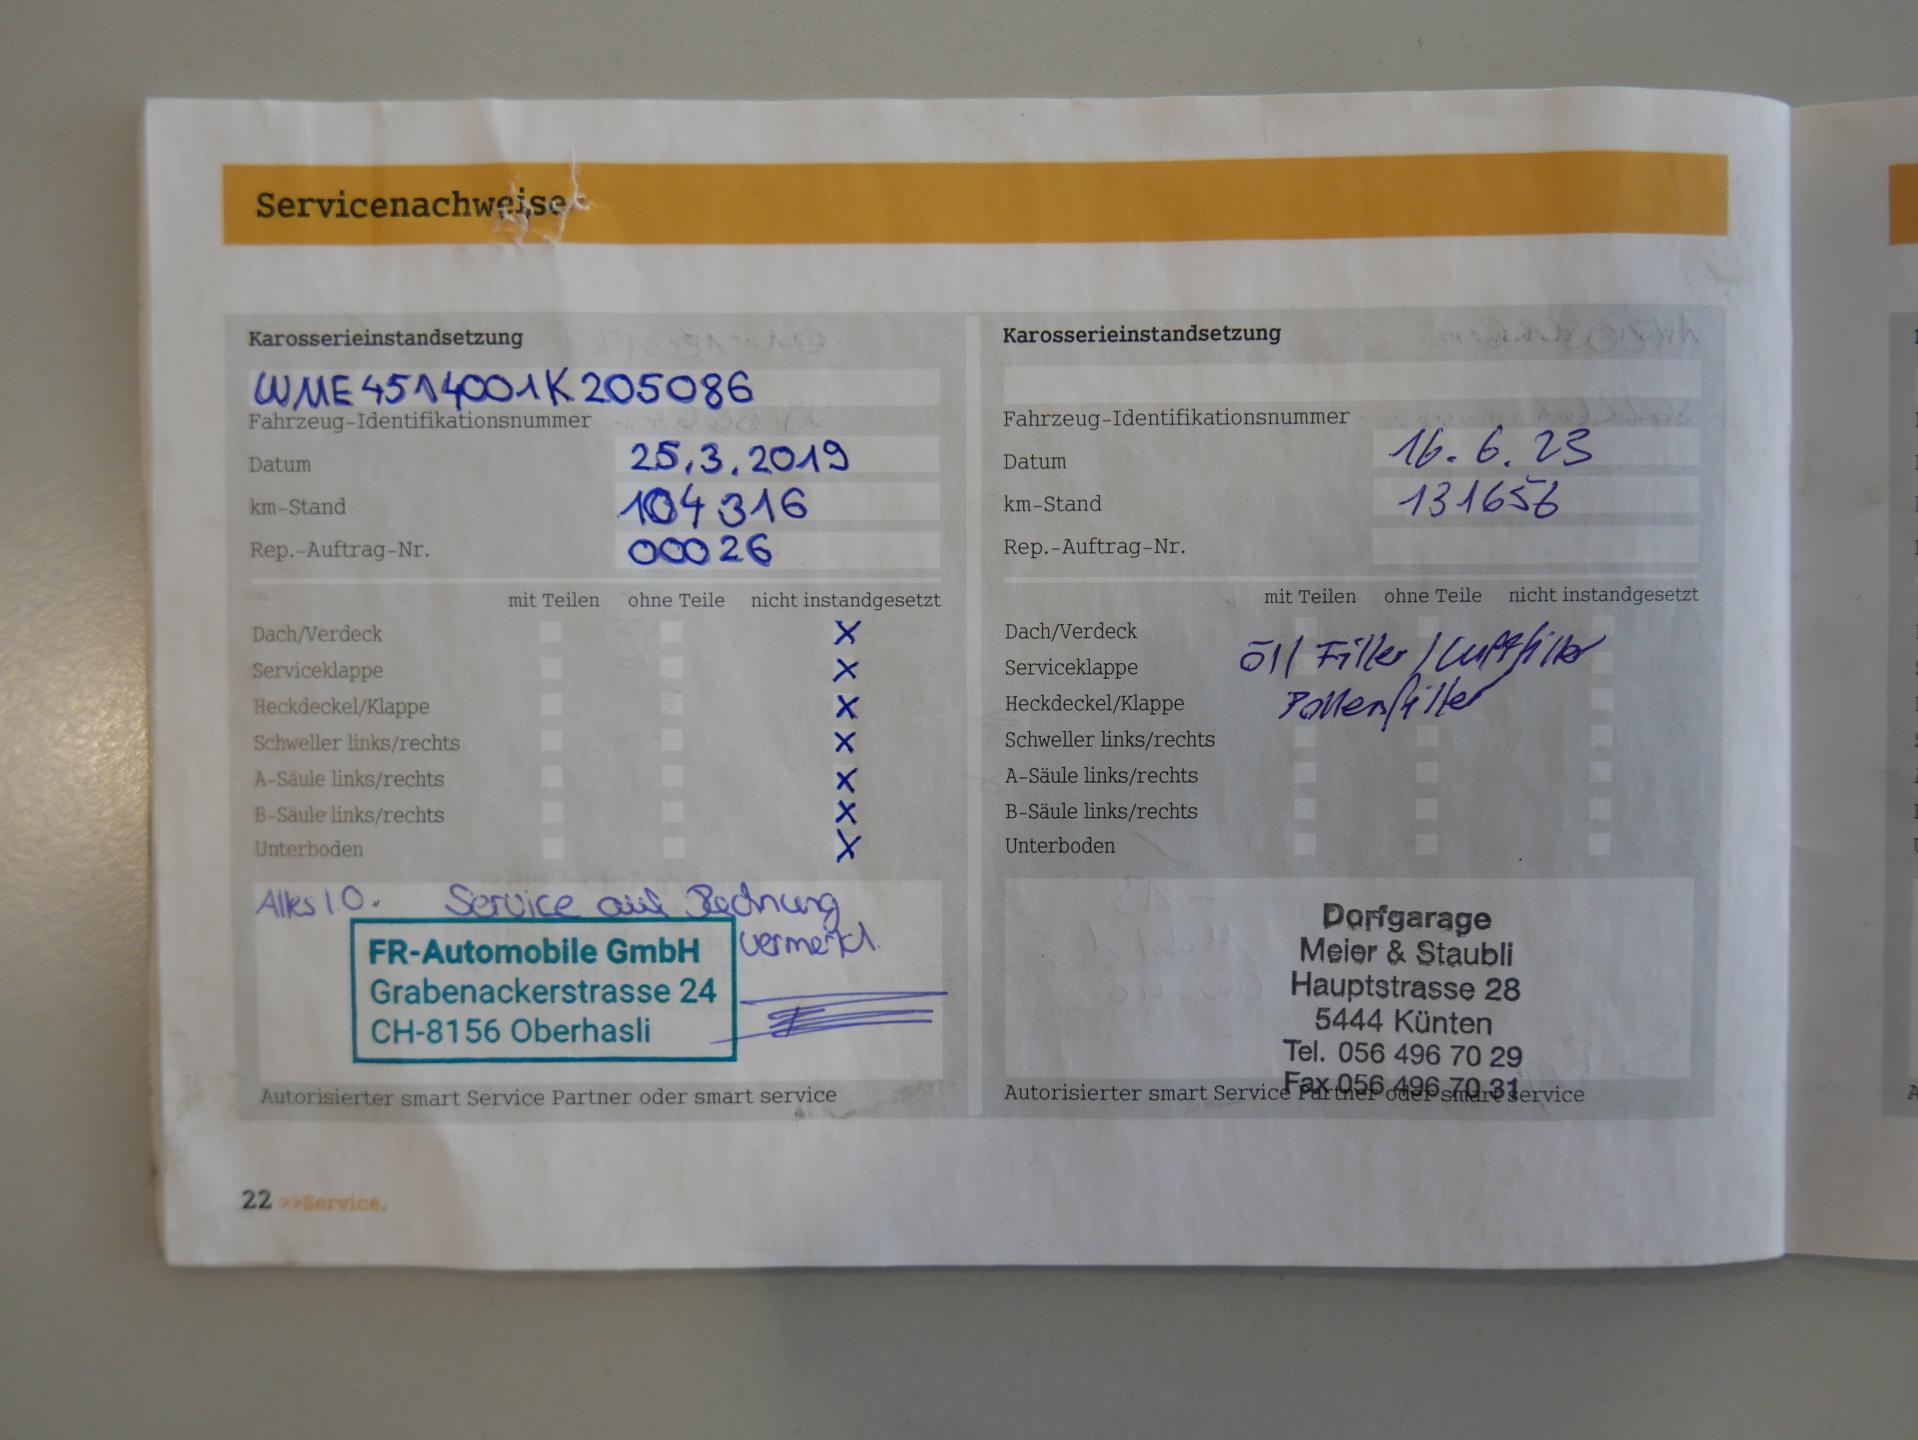 Servicenachweise
Karosserieinstandsetzung
WME4514001K205086
Fahrzeug-Identifikationsnummer
Datum 25.3.2019
km-Stand 104316
Rep.-Auftrag-Nr. 00026
mit Teilen ohne Teile nicht instandgesetzt
Dach/Verdeck X
Serviceklappe X
Heckdeckel/Klappe X
Schweller links/rechts X
A-Säule links/rechts X
B-Säule links/rechts X
Unterboden X
Alles I.O. Service auf Rechnung
vermerkt.
FR-Automobile GmbH
Grabenackerstrasse 24
CH-8156 Oberhasli
Autorisierter smart Service Partner oder smart service
Karosserieinstandsetzung
Fahrzeug-Identifikationsnummer
Datum 16.6.23
km-Stand 131656
Rep.-Auftrag-Nr.
mit Teilen ohne Teile nicht instandgesetzt
Dach/Verdeck
Serviceklappe Öl/Filter/Luftfilter
Heckdeckel/Klappe Pollenfilter
Schweller links/rechts
A-Säule links/rechts
B-Säule links/rechts
Unterboden
Dorfgarage
Meier & Staubli
Hauptstrasse 28
5444 Künten
Tel. 056 496 70 29
Fax 056 496 70 31
Autorisierter smart Service Partner oder smart service
22 >>Service.